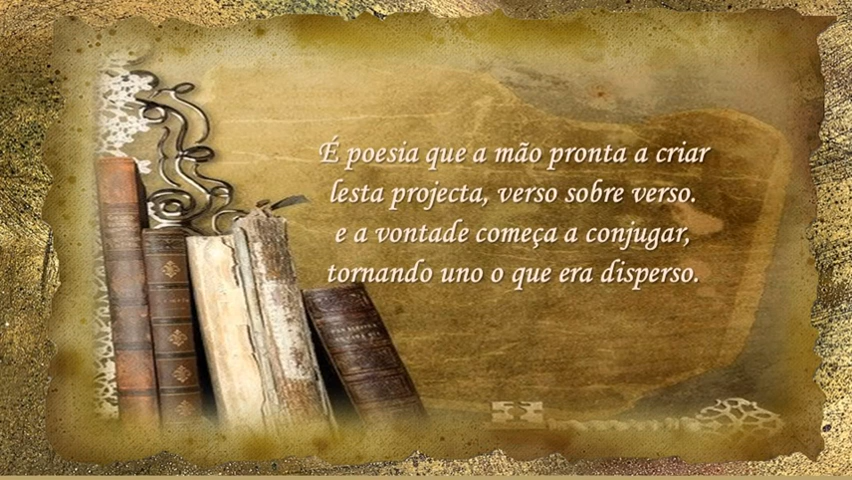 É poesia que a mão pronta a criar
lesta projecta, verso sobre verso.
e a vontade começa a conjugar,
tornando uno o que era disperso.